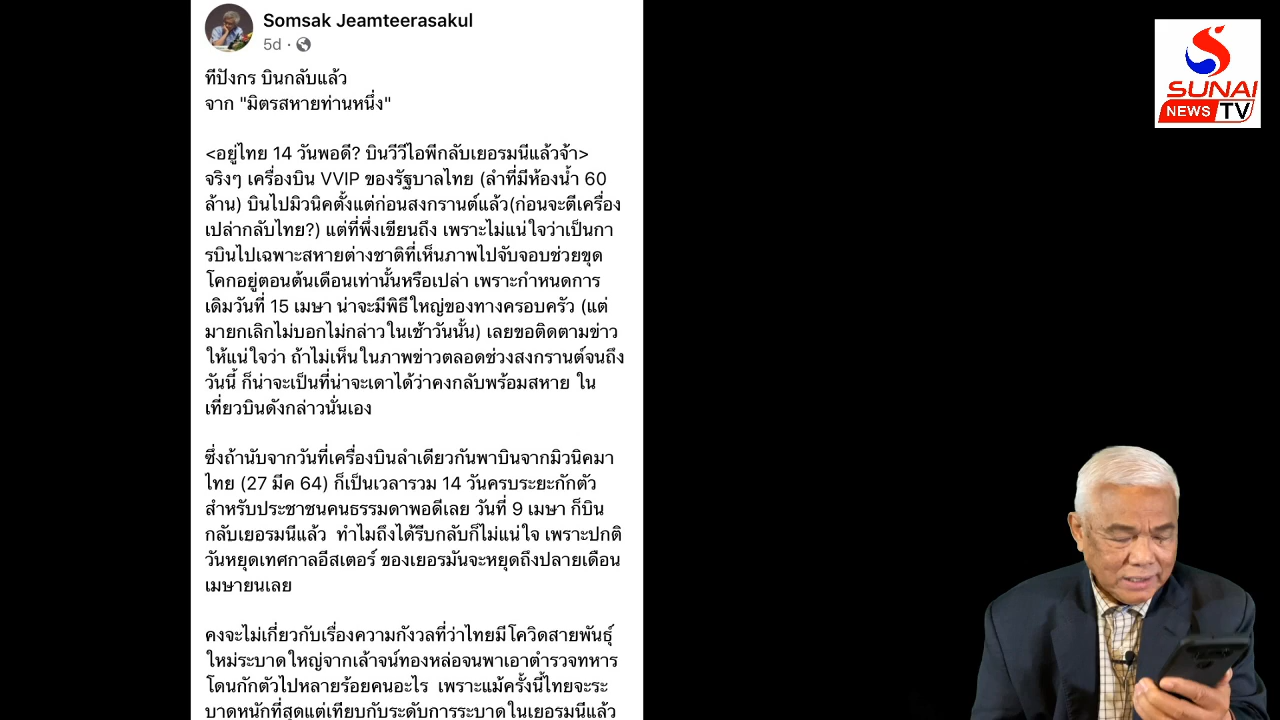 Somsak Jeamteerasakul
5d ·
ทีปังกร บินกลับแล้ว
จาก "มิตรสหายท่านหนึ่ง"
<อยู่ไทย 14 วันพอดี? บินวีวีไอพีกลับเยอรมนีแล้วจ้า>
จริงๆ เครื่องบิน VVIP ของรัฐบาลไทย (ลำที่มีห้องน้ำ 60
ล้าน) บินไปมิวนิคตั้งแต่ก่อนสงกรานต์แล้ว(ก่อนจะตีเครื่อง
เปล่ากลับไทย?) แต่ที่พึ่งเขียนถึง เพราะไม่แน่ใจว่าเป็นกา
รบินไปเฉพาะสหายต่างชาติที่เห็นภาพไปจับจอบช่วยขุด
โคกอยู่ตอนต้นเดือนเท่านั้นหรือเปล่า เพราะกำหนดการ
เดิมวันที่ 15 เมษา น่าจะมีพิธีใหญ่ของทางครอบครัว (แต่
มายกเลิกไม่บอกไม่กล่าวในเช้าวันนั้น) เลยขอติดตามข่าว
ให้แน่ใจว่า ถ้าไม่เห็นในภาพข่าวตลอดช่วงสงกรานต์จนถึง
วันนี้ ก็น่าจะเป็นที่น่าจะเดาได้ว่าคงกลับพร้อมสหาย ใน
เที่ยวบินดังกล่าวนั่นเอง
ซึ่งถ้านับจากวันที่เครื่องบินลำเดียวกันพาบินจากมิวนิคมา
ไทย (27 มีค 64) ก็เป็นเวลารวม 14 วันครบระยะกักตัว
สำหรับประชาชนคนธรรมดาพอดีเลย วันที่ 9 เมษา ก็บิน
กลับเยอรมนีแล้ว ทำไมถึงได้รีบกลับก็ไม่แน่ใจ เพราะปกติ
วันหยุดเทศกาลอีสเตอร์ ของเยอรมันจะหยุดถึงปลายเดือน
เมษายนเลย
คงจะไม่เกี่ยวกับเรื่องความกังวลที่ว่าไทยมีโควิดสายพันธุ์
ใหม่ระบาดใหญ่จากเล้าจน์ทองหล่อจนพาเอาตำรวจทหาร
โดนกักตัวไปหลายร้อยคนอะไร เพราะแม้ครั้งนี้ไทยจะระ
บาดหนักที่สุดแต่เทียบกับระดับการระบาดในเยอรมนีแล้ว
SUNAI
NEWS TV